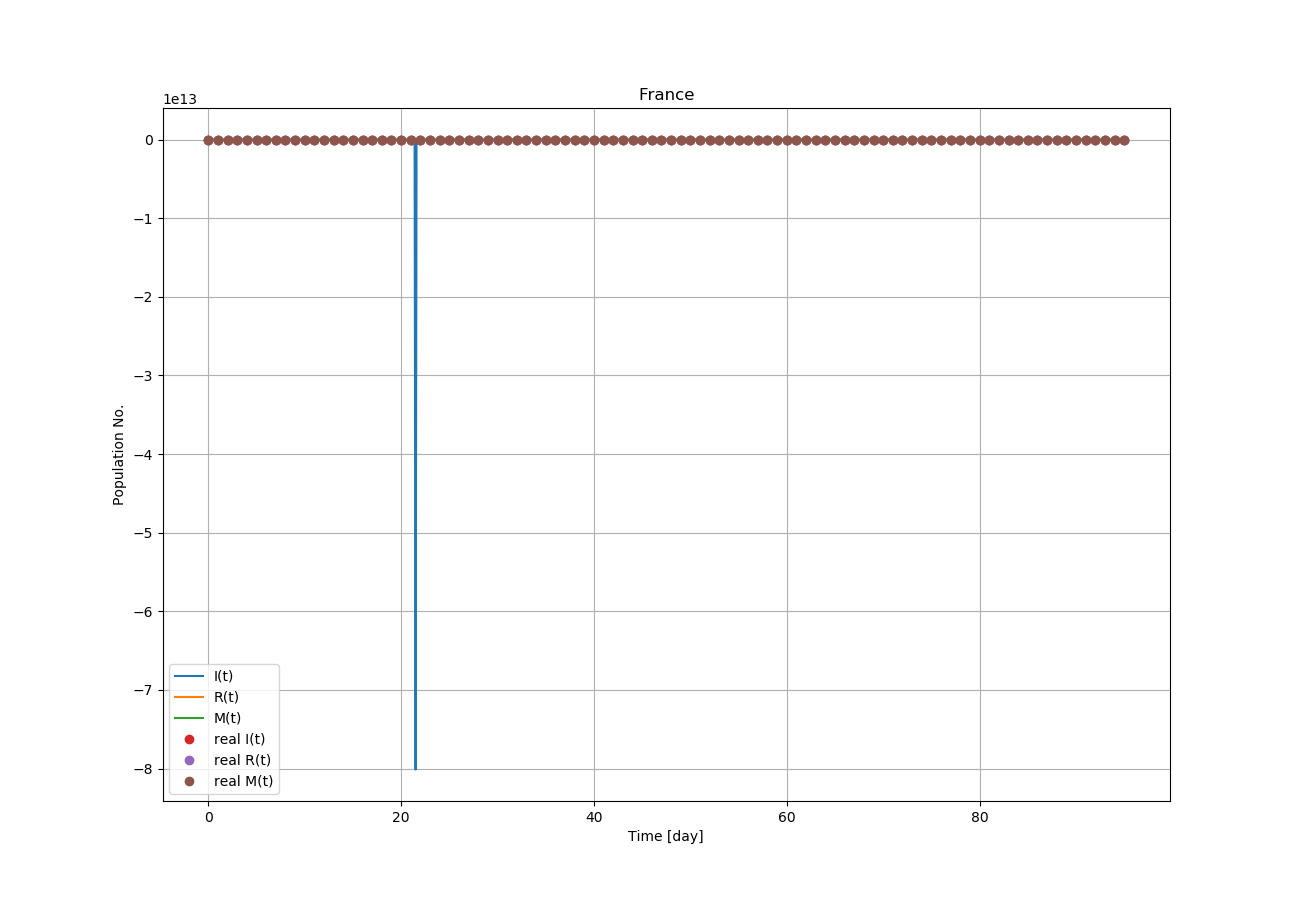 France
1e13
0
−1
−2
−3
−4
−5
−6
−7
−8
Population No.
I(t)
R(t)
M(t)
real I(t)
real R(t)
real M(t)
0 20 40 60 80
Time [day]